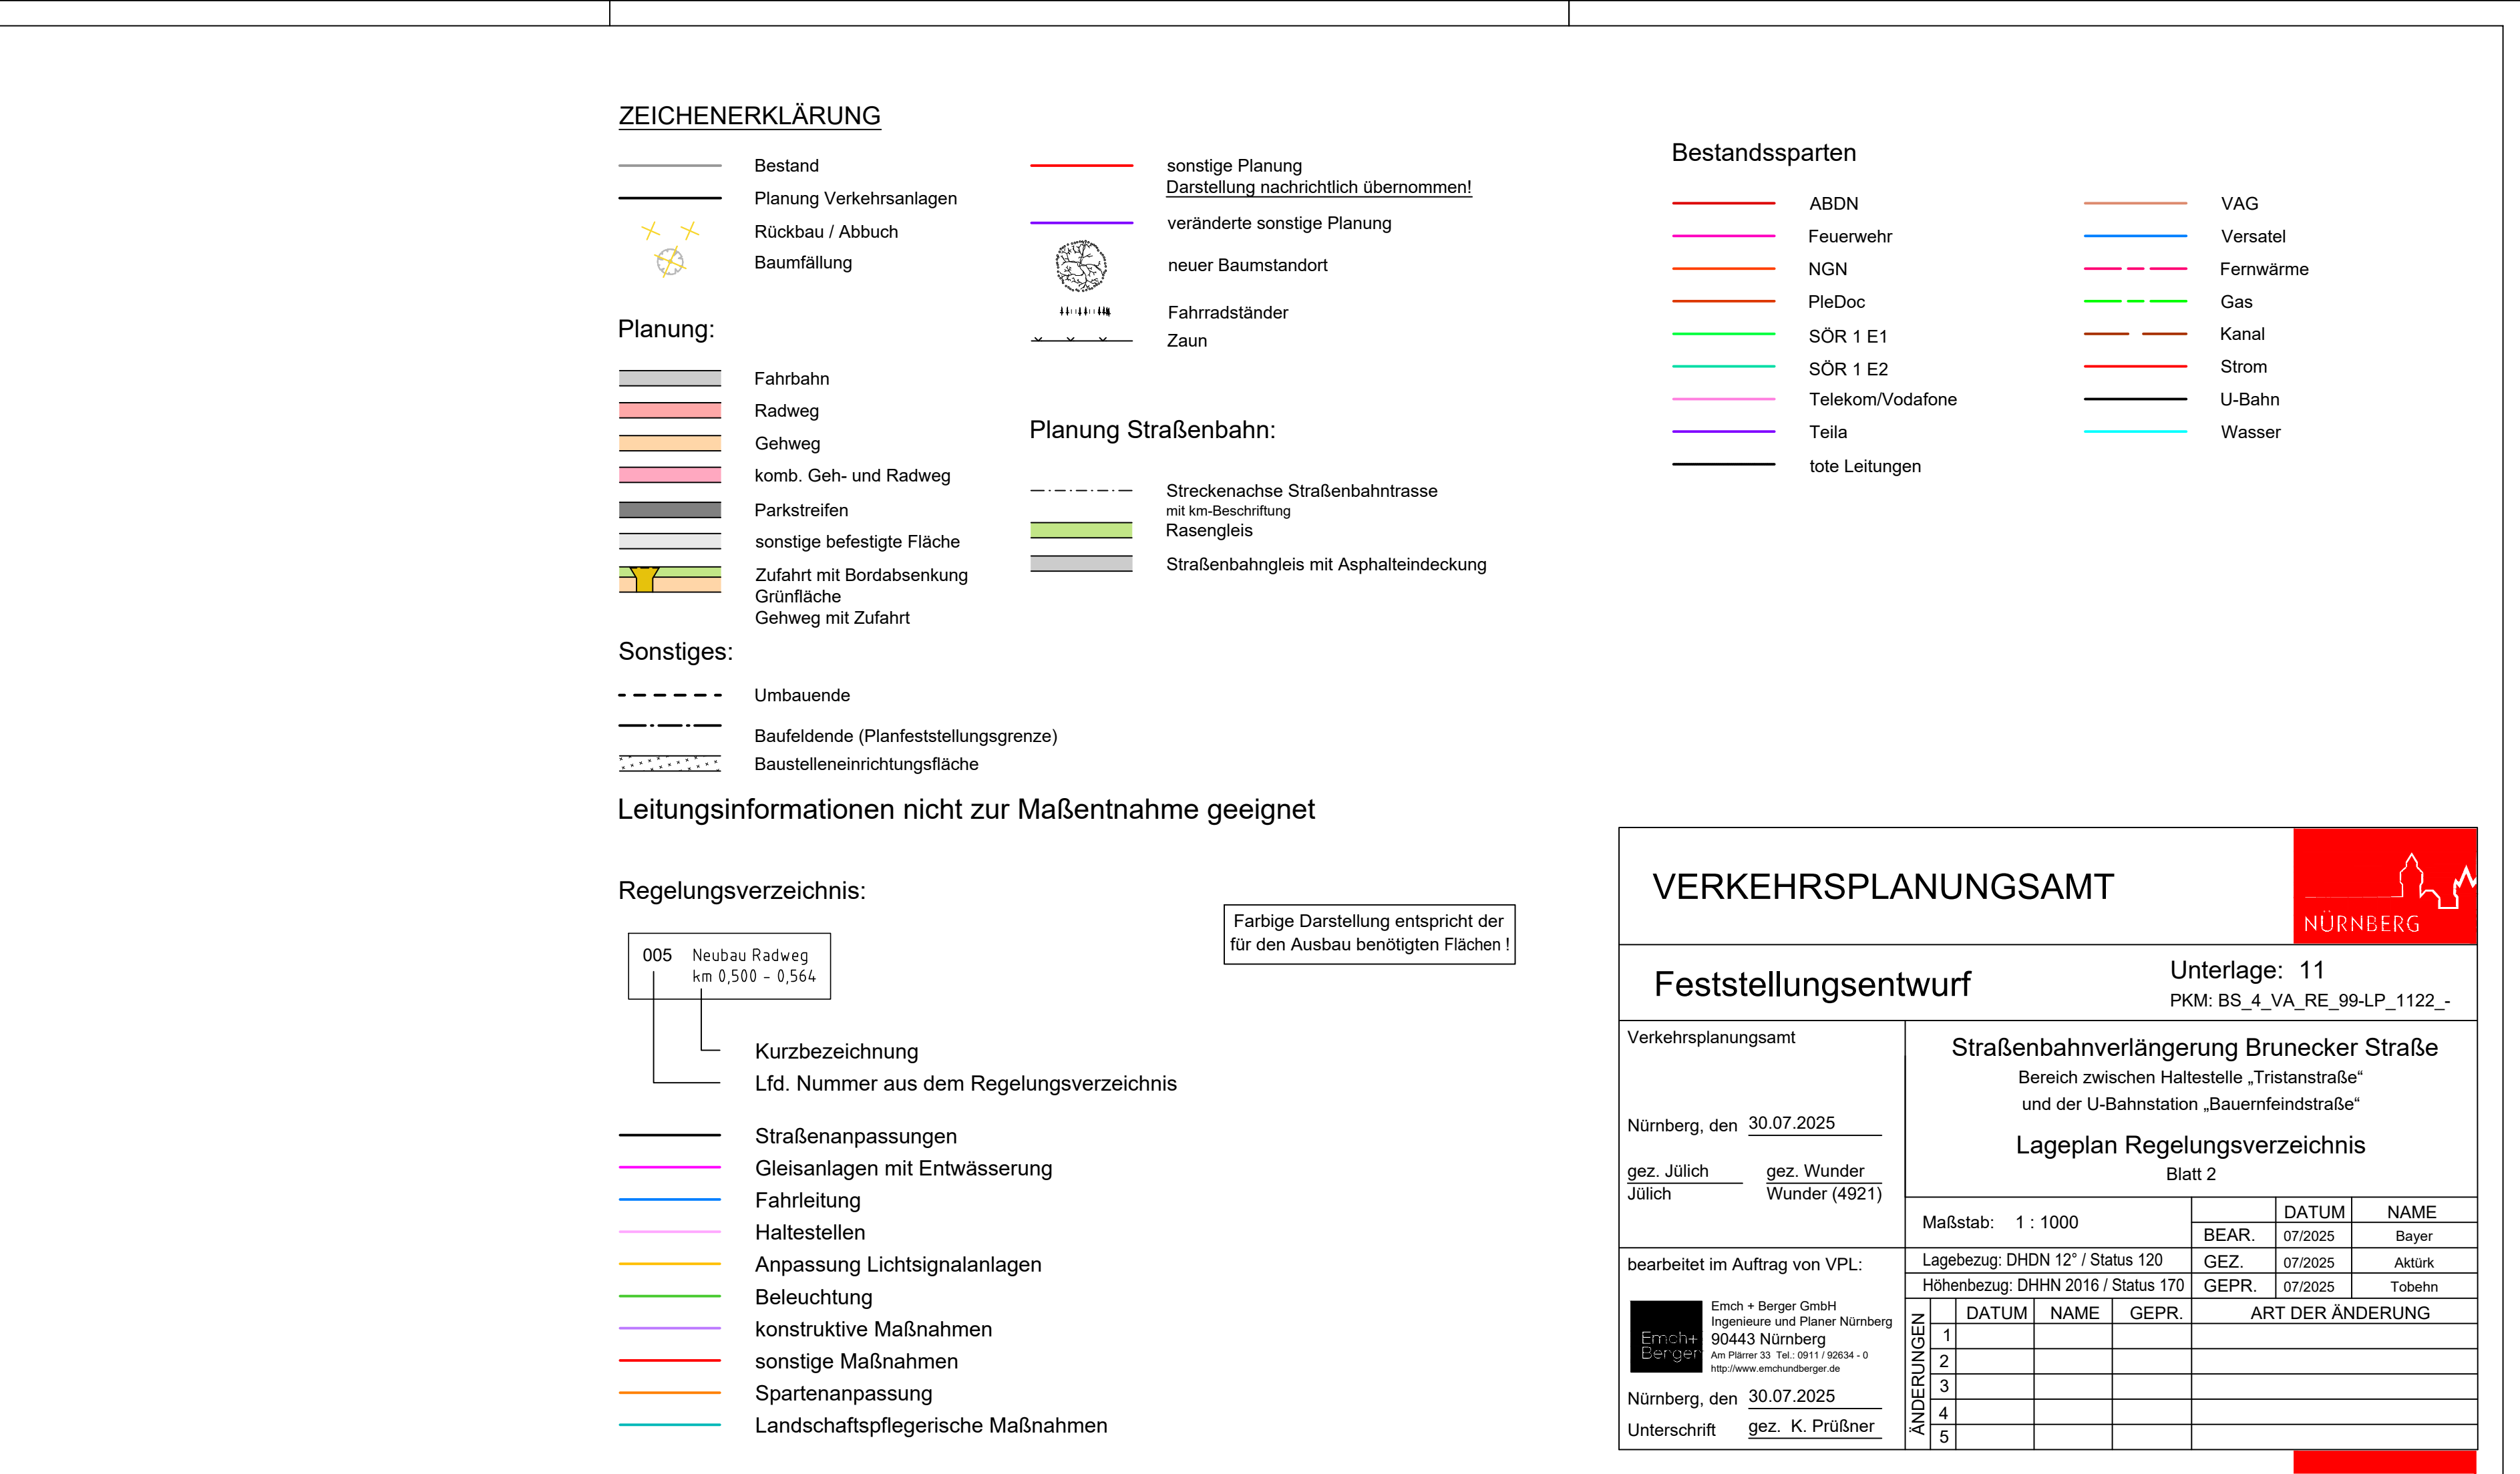 ZEICHENERKLÄRUNG
Bestand
Planung Verkehrsanlagen
Rückbau / Abbuch
Baumfällung
sonstige Planung
Darstellung nachrichtlich übernommen!
veränderte sonstige Planung
neuer Baumstandort
Fahrradständer
Zaun
Planung:
Fahrbahn
Radweg
Gehweg
komb. Geh- und Radweg
Parkstreifen
sonstige befestigte Fläche
Zufahrt mit Bordabsenkung
Grünfläche
Gehweg mit Zufahrt
Planung Straßenbahn:
Streckenachse Straßenbahntrasse
mit km-Beschriftung
Rasengleis
Straßenbahngleis mit Asphalteindeckung
Sonstiges:
Umbauende
Baufeldende (Planfeststellungsgrenze)
Baustelleneinrichtungsfläche
Leitungsinformationen nicht zur Maßentnahme geeignet
Bestandssparten
ABDN
Feuerwehr
NGN
PleDoc
SÖR 1 E1
SÖR 1 E2
Telekom/Vodafone
Teila
tote Leitungen
VAG
Versatel
Fernwärme
Gas
Kanal
Strom
U-Bahn
Wasser
Regelungsverzeichnis:
005 Neubau Radweg
km 0,500 - 0,564
Kurzbezeichnung
Lfd. Nummer aus dem Regelungsverzeichnis
Farbige Darstellung entspricht der
für den Ausbau benötigten Flächen !
Straßenanpassungen
Gleisanlagen mit Entwässerung
Fahrleitung
Haltestellen
Anpassung Lichtsignalanlagen
Beleuchtung
konstruktive Maßnahmen
sonstige Maßnahmen
Spartenanpassung
Landschaftspflegerische Maßnahmen
VERKEHRSPLANUNGSAMT
NÜRNBERG
Feststellungsentwurf
Unterlage: 11
PKM: BS_4_VA_RE_99-LP_1122_-
Verkehrsplanungsamt
Nürnberg, den 30.07.2025
gez. Jülich gez. Wunder
Jülich Wunder (4921)
Straßenbahnverlängerung Brunecker Straße
Bereich zwischen Haltestelle „Tristanstraße“
und der U-Bahnstation „Bauernfeindstraße“
Lageplan Regelungsverzeichnis
Blatt 2
Maßstab: 1 : 1000
DATUM NAME
BEAR. 07/2025 Bayer
Lagebezug: DHDN 12° / Status 120 GEZ. 07/2025 Aktürk
Höhenbezug: DHHN 2016 / Status 170 GEPR. 07/2025 Tobehn
bearbeitet im Auftrag von VPL:
Emch+
Berger
Emch + Berger GmbH
Ingenieure und Planer Nürnberg
90443 Nürnberg
Am Plärrer 33 Tel.: 0911 / 92634 - 0
http://www.emchundberger.de
Nürnberg, den 30.07.2025
Unterschrift gez. K. Prüßner
ÄNDERUNGEN
DATUM NAME GEPR. ART DER ÄNDERUNG
1
2
3
4
5